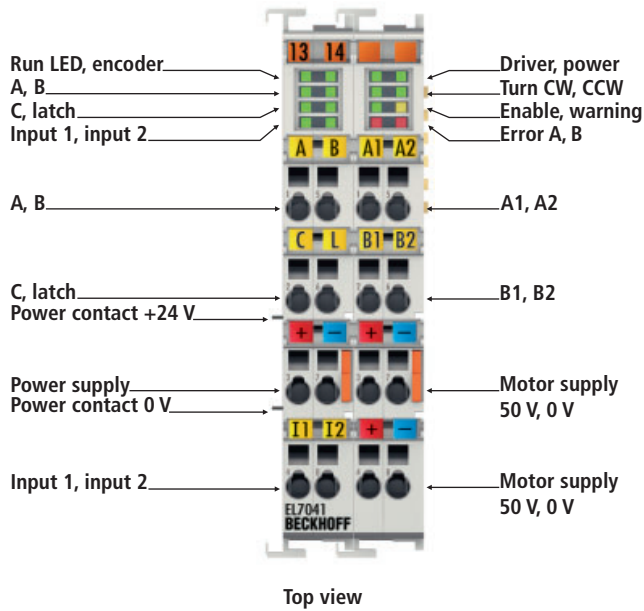 13 14
Run LED, encoder
Driver, power
A, B
Turn CW, CCW
C, latch
Enable, warning
Input 1, input 2
Error A, B
A B A1 A2
A, B
A1, A2
C L B1 B2
C, latch
B1, B2
Power contact +24 V
+ − + −
Power supply
Motor supply
50 V, 0 V
Power contact 0 V
I1 I2 + −
Input 1, input 2
Motor supply
50 V, 0 V
EL7041
BECKHOFF
Top view